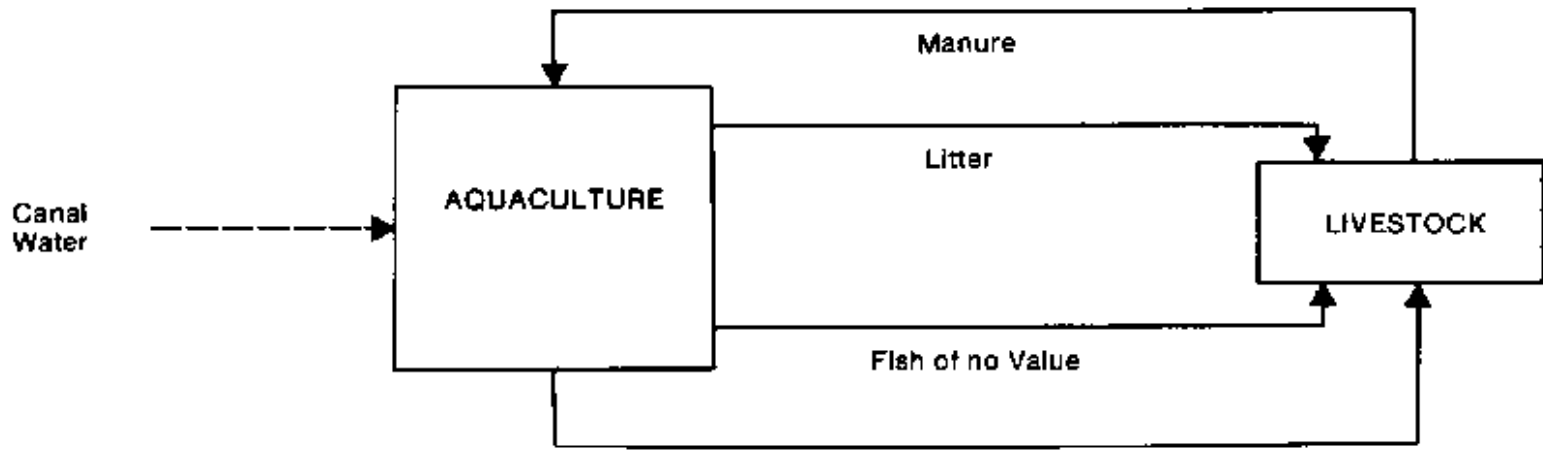 Manure
Litter
AQUACULTURE
Canal
Water
LIVESTOCK
Fish of no Value